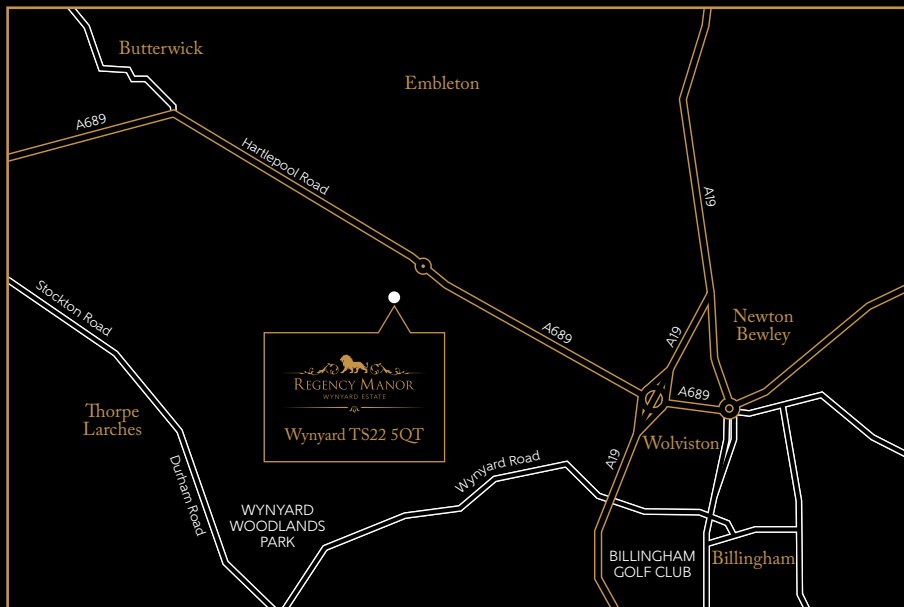 Butterwick
Embleton
A689
Hartlepool Road
A19
Stockton Road
A689
A19
Newton
Bewley
REGENCY MANOR
WYNYARD ESTATE
Wynyard TS22 5QT
A689
Thorpe
Larches
Wolviston
A19
Durham Road
Wynyard Road
WYNYARD
WOODLANDS
PARK
BILLINGHAM
GOLF CLUB
Billingham